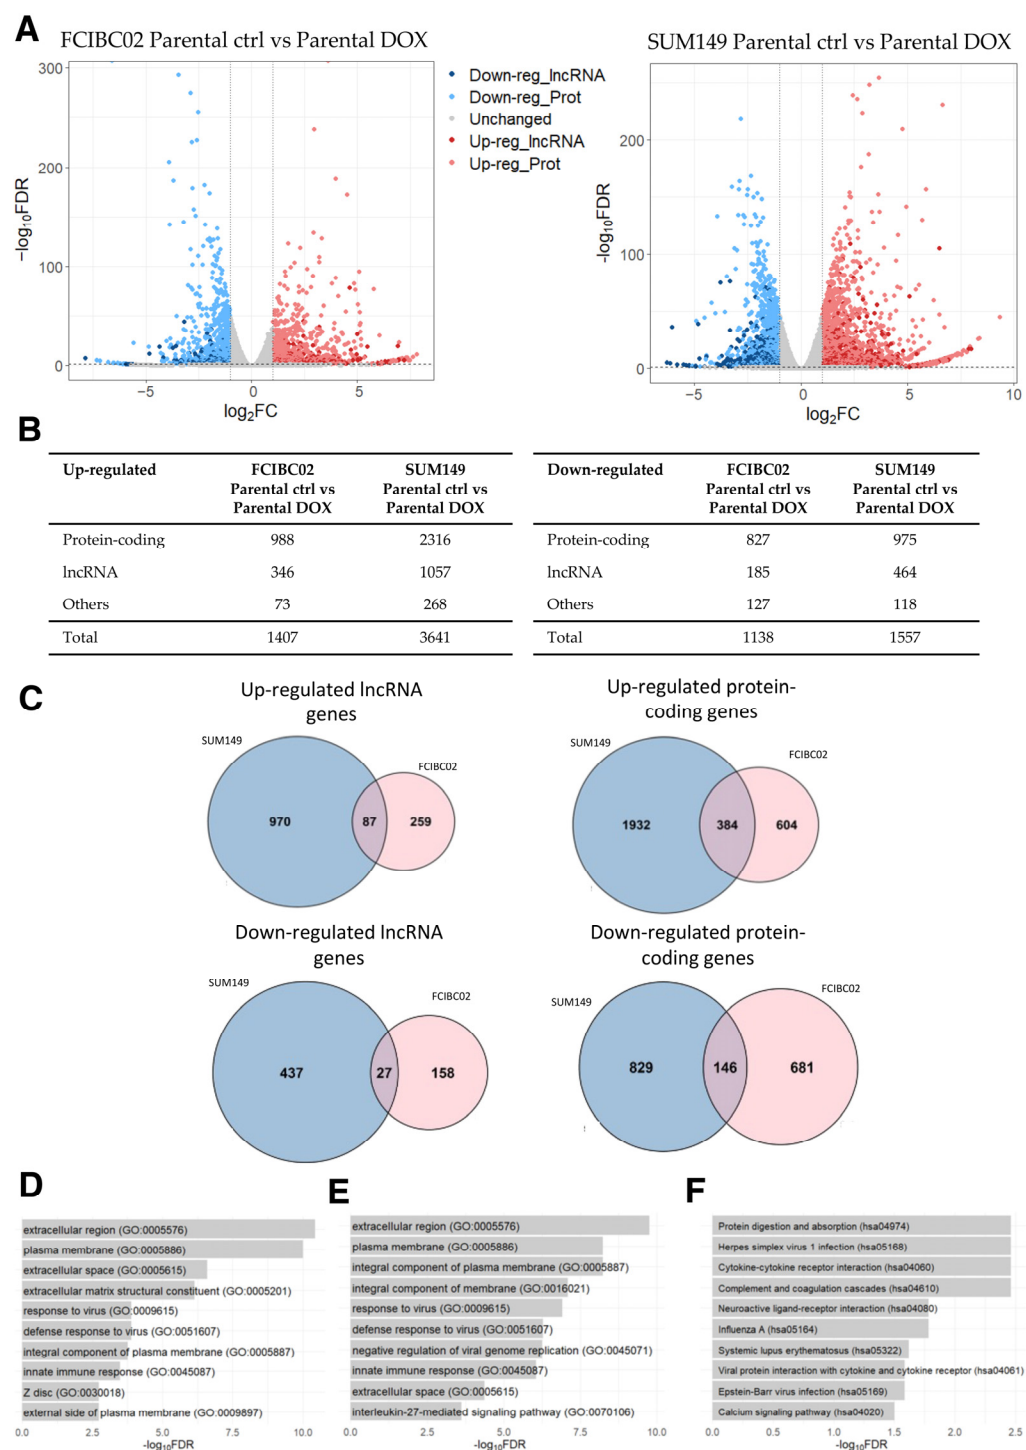 A
FCIBC02 Parental ctrl vs Parental DOX
SUM149 Parental ctrl vs Parental DOX
Down-reg_lncRNA
Down-reg_Prot
Unchanged
Up-reg_lncRNA
Up-reg_Prot
300
200
100
0
−log10FDR
−5
0
5
log2FC
200
100
0
-log10FDR
−5
0
5
10
log2FC
B
Up-regulated FCIBC02 Parental ctrl vs Parental DOX SUM149 Parental ctrl vs Parental DOX
Protein-coding 988 2316
lncRNA 346 1057
Others 73 268
Total 1407 3641
Down-regulated FCIBC02 Parental ctrl vs Parental DOX SUM149 Parental ctrl vs Parental DOX
Protein-coding 827 975
lncRNA 185 464
Others 127 118
Total 1138 1557
C
Up-regulated lncRNA
genes
SUM149
FCIBC02
970 87 259
Up-regulated protein-
coding genes
SUM149
FCIBC02
1932 384 604
Down-regulated lncRNA
genes
SUM149
FCIBC02
437 27 158
Down-regulated protein-
coding genes
SUM149
FCIBC02
829 146 681
D
extracellular region (GO:0005576)
plasma membrane (GO:0005886)
extracellular space (GO:0005615)
extracellular matrix structural constituent (GO:0005201)
response to virus (GO:0009615)
defense response to virus (GO:0051607)
integral component of plasma membrane (GO:0005887)
innate immune response (GO:0045087)
Z disc (GO:0030018)
external side of plasma membrane (GO:0009897)
0.0 2.5 5.0 7.5 10.0
-log10FDR
E
extracellular region (GO:0005576)
plasma membrane (GO:0005886)
integral component of plasma membrane (GO:0005887)
integral component of membrane (GO:0016021)
response to virus (GO:0009615)
defense response to virus (GO:0051607)
negative regulation of viral genome replication (GO:0045071)
innate immune response (GO:0045087)
extracellular space (GO:0005615)
interleukin-27-mediated signaling pathway (GO:0070106)
0.0 2.5 5.0 7.5 10.0
-log10FDR
F
Protein digestion and absorption (hsa04974)
Herpes simplex virus 1 infection (hsa05168)
Cytokine-cytokine receptor interaction (hsa04060)
Complement and coagulation cascades (hsa04610)
Neuroactive ligand-receptor interaction (hsa04080)
Influenza A (hsa05164)
Systemic lupus erythematosus (hsa05322)
Viral protein interaction with cytokine and cytokine receptor (hsa04061)
Epstein-Barr virus infection (hsa05169)
Calcium signaling pathway (hsa04020)
0.0 0.5 1.0 1.5 2.0 2.5
-log10FDR